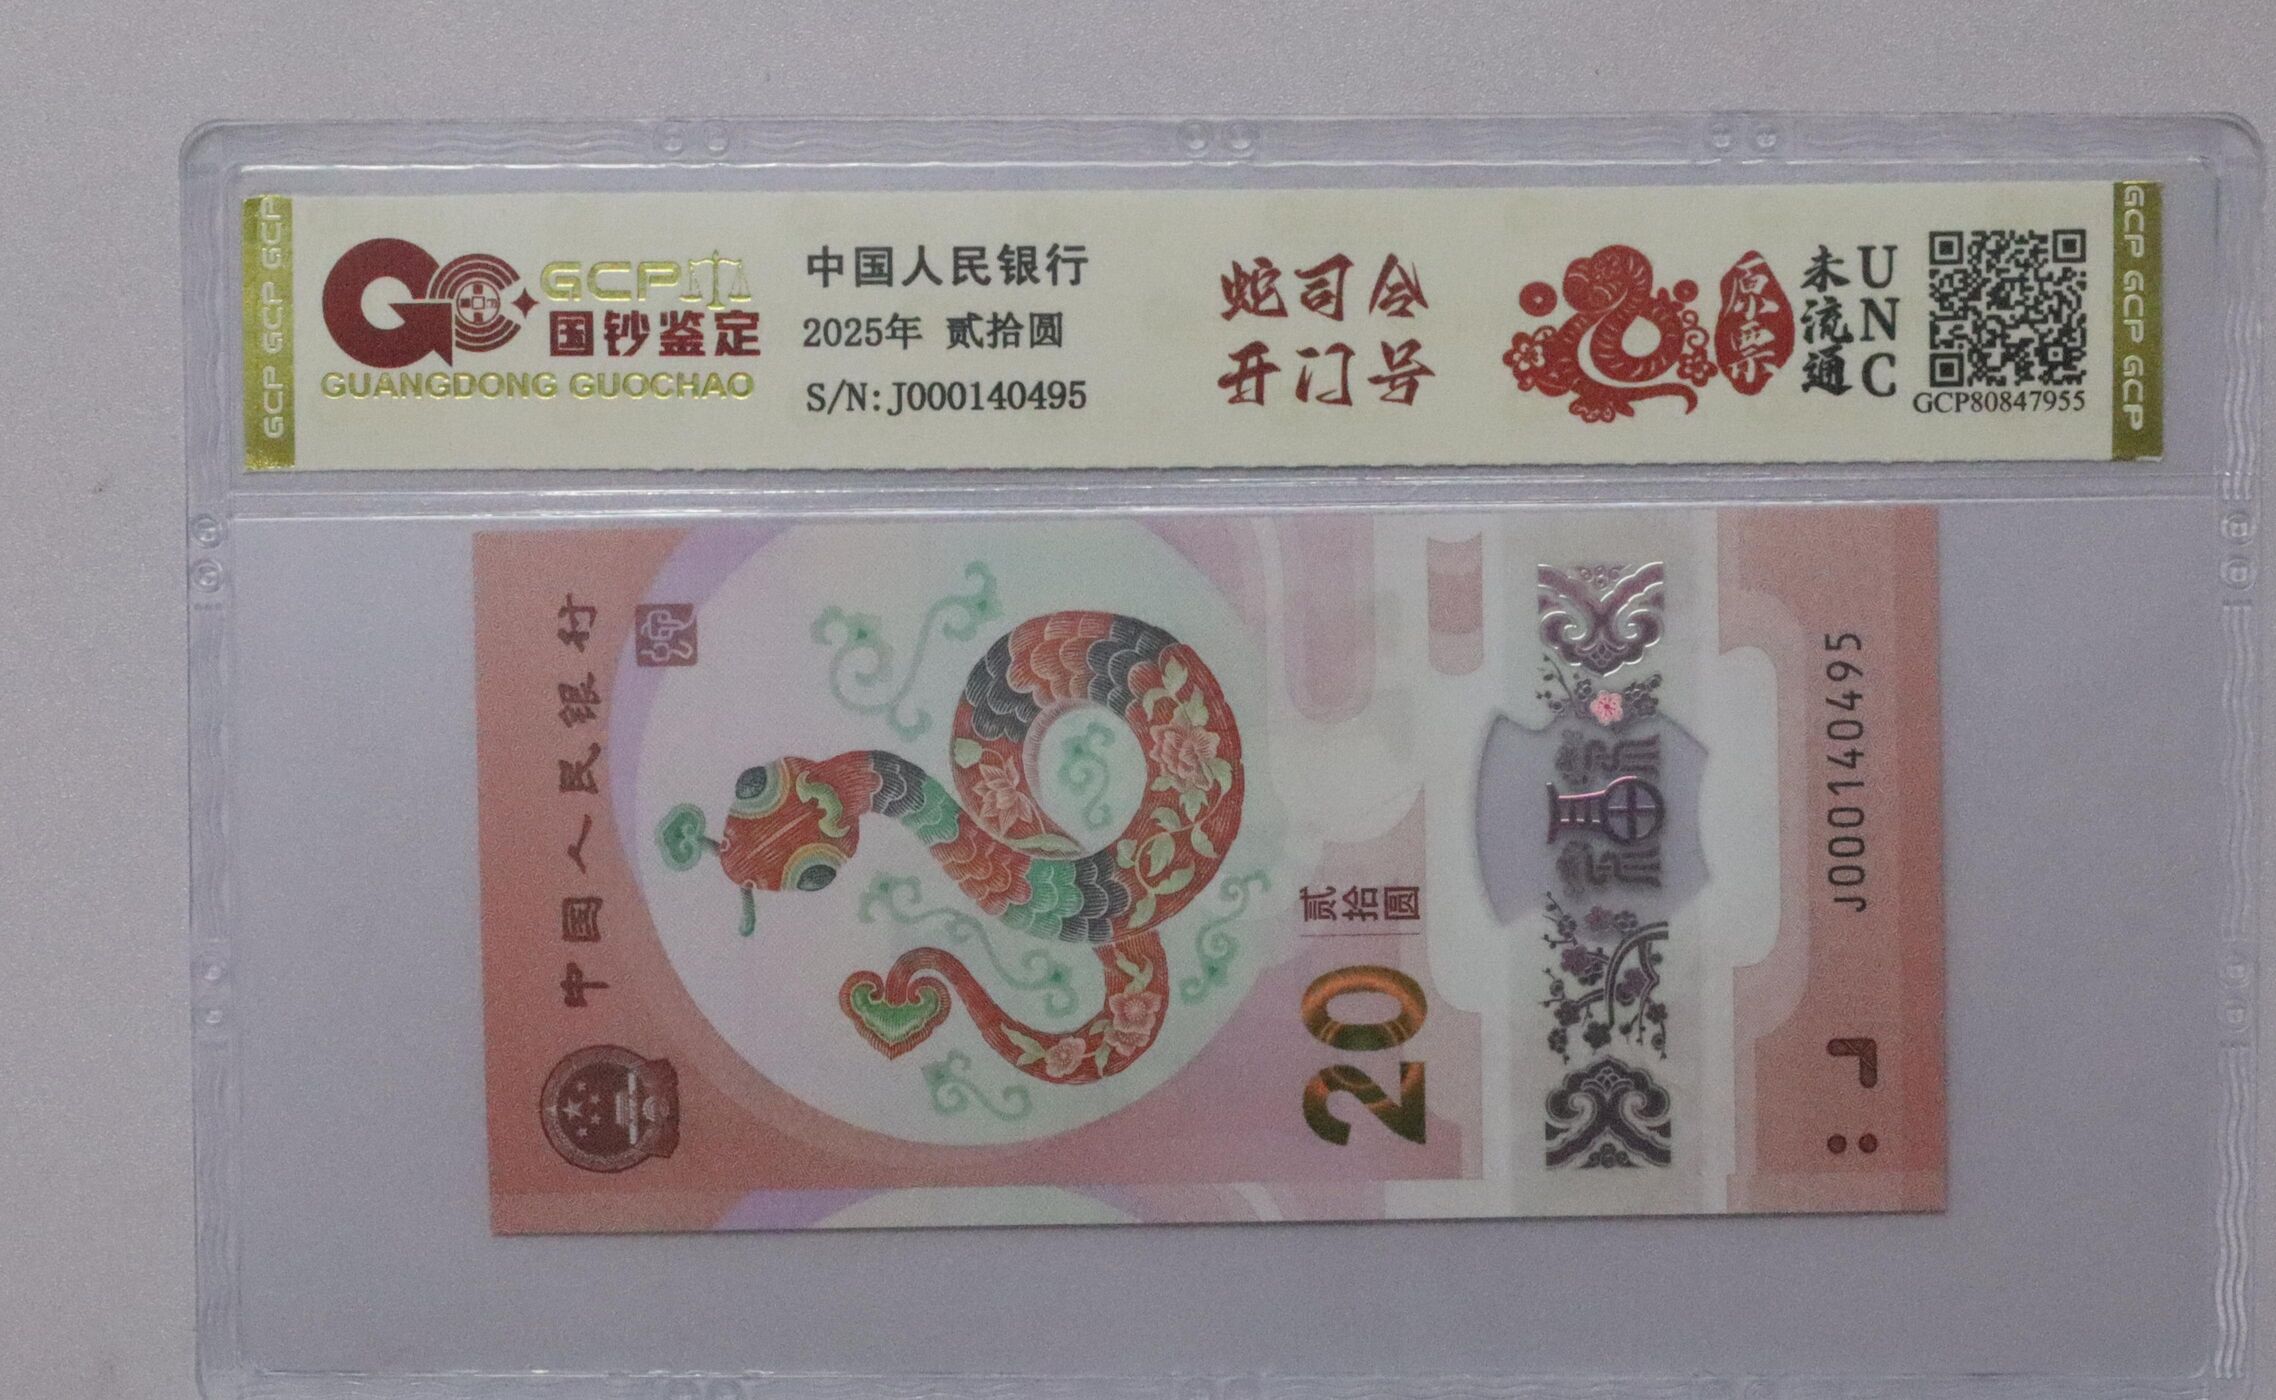 GCP GCP GCP
GCP
国钞鉴定
GUANGDONG GUOCHAO
中国人民银行
2025年 贰拾圆
S/N:J000140495
蛇司令
开门号
原票
未流通
UNC
GCP80847955
GCP GCP GCP
中国人民银行
20
贰拾圆
福
J000140495